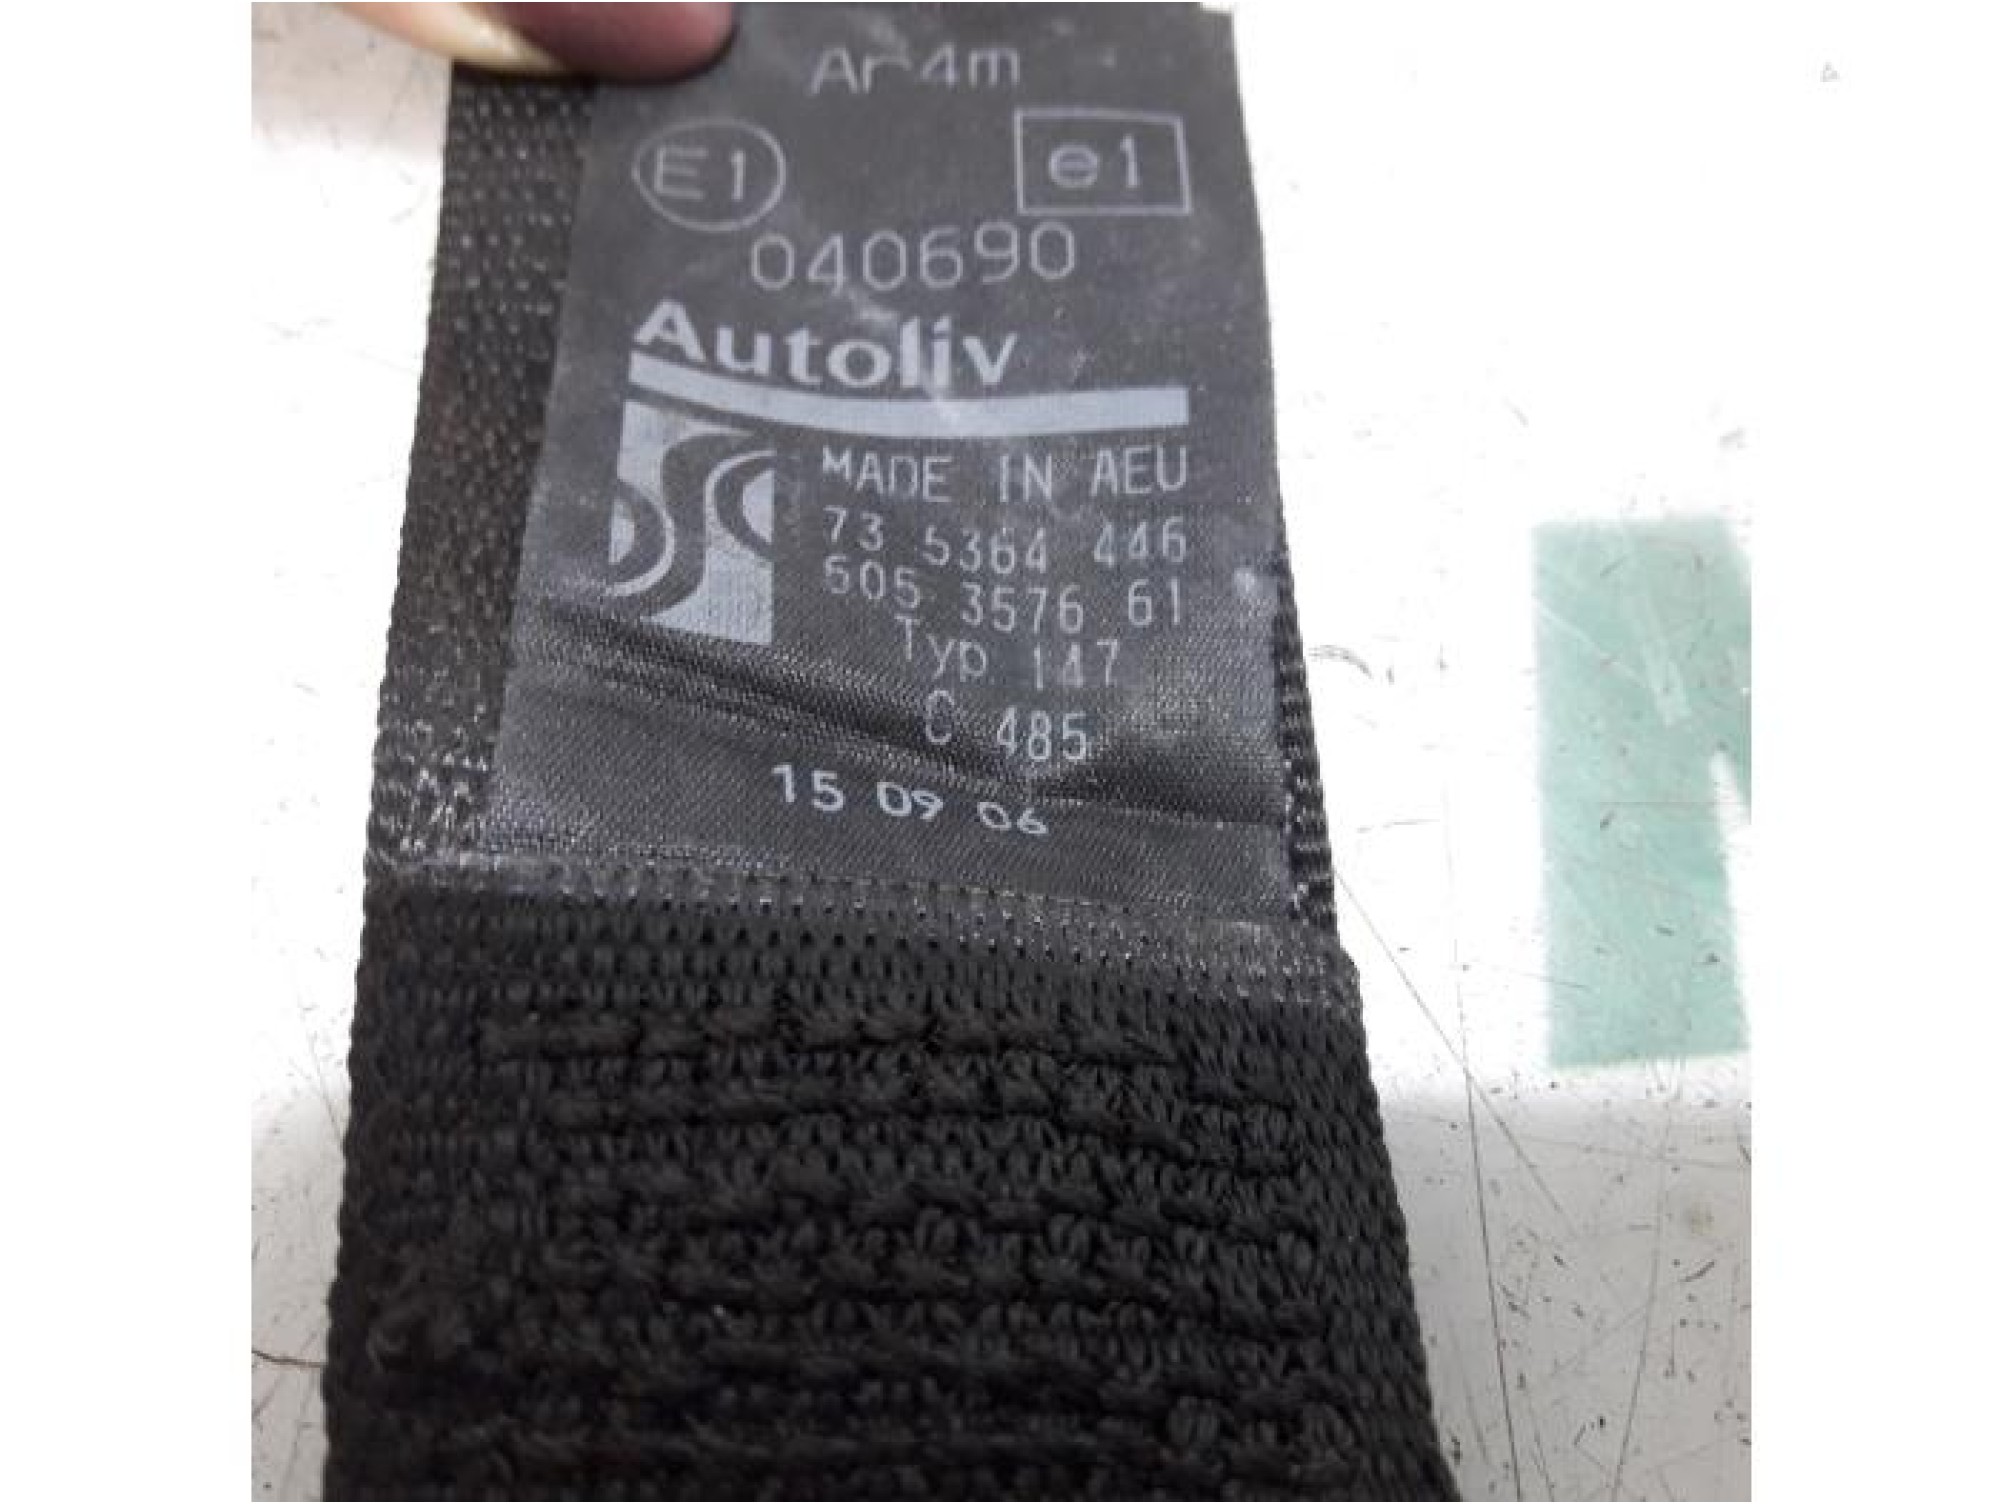 Ar4m
E1 e1
040690
Autoliv
MADE IN AEU
73 5364 446
605 3576 61
Typ 147
C 485
15 09 06